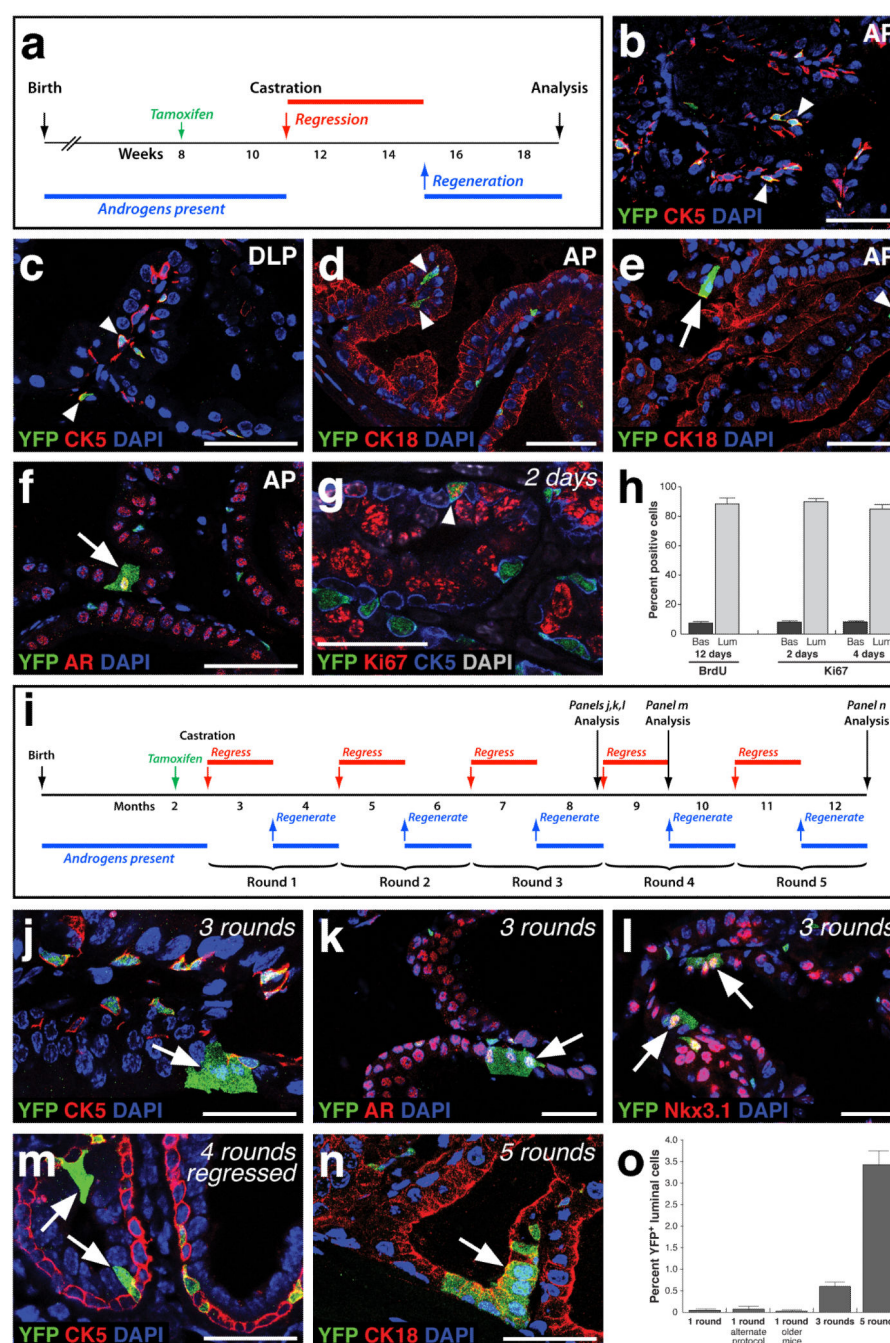 a
Birth
Castration
Analysis
Tamoxifen
Regression
Weeks 8 10 12 14 16 18
Androgens present
Regeneration
b
AP
YFP CK5 DAPI
c
DLP
YFP CK5 DAPI
d
AP
YFP CK18 DAPI
e
AP
YFP CK18 DAPI
f
AP
YFP AR DAPI
g
2 days
YFP Ki67 CK5 DAPI
h
Percent positive cells
100
80
60
40
20
0
Bas Lum Bas Lum Bas Lum
12 days 2 days 4 days
BrdU Ki67
i
Panels j,k,l
Analysis
Panel m
Analysis
Panel n
Analysis
Castration
Birth
Tamoxifen
Regress Regress Regress Regress Regress
Months 2 3 4 5 6 7 8 9 10 11 12
Regenerate Regenerate Regenerate Regenerate Regenerate
Androgens present
Round 1 Round 2 Round 3 Round 4 Round 5
j
3 rounds
YFP CK5 DAPI
k
3 rounds
YFP AR DAPI
l
3 rounds
YFP Nkx3.1 DAPI
m
4 rounds
regressed
YFP CK5 DAPI
n
5 rounds
YFP CK18 DAPI
o
Percent YFP+ luminal cells
4.0
3.5
3.0
2.5
2.0
1.5
1.0
0.5
0
1 round
1 round
alternate
protocol
1 round
older
mice
3 rounds
5 roun